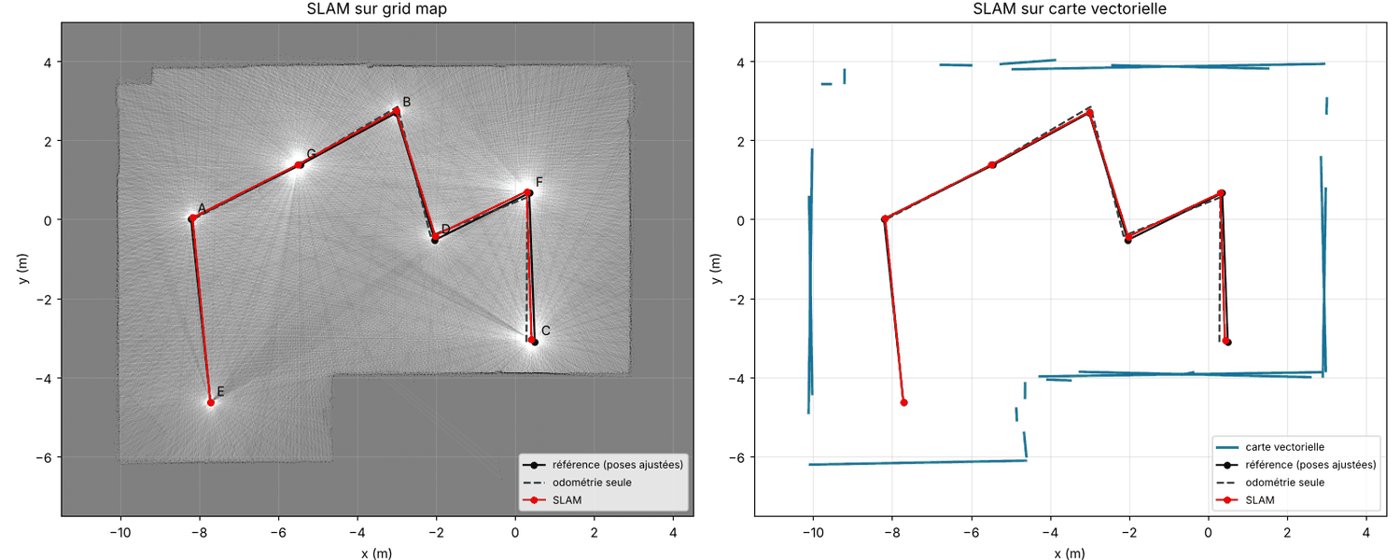 SLAM sur grid map
4
2
0
−2
−4
−6
y (m)
B
G
F
A
D
C
E
référence (poses ajustées)
odométrie seule
SLAM
−10
−8
−6
−4
−2
0
2
4
x (m)
SLAM sur carte vectorielle
4
2
0
−2
−4
−6
y (m)
carte vectorielle
référence (poses ajustées)
odométrie seule
SLAM
−10
−8
−6
−4
−2
0
2
4
x (m)